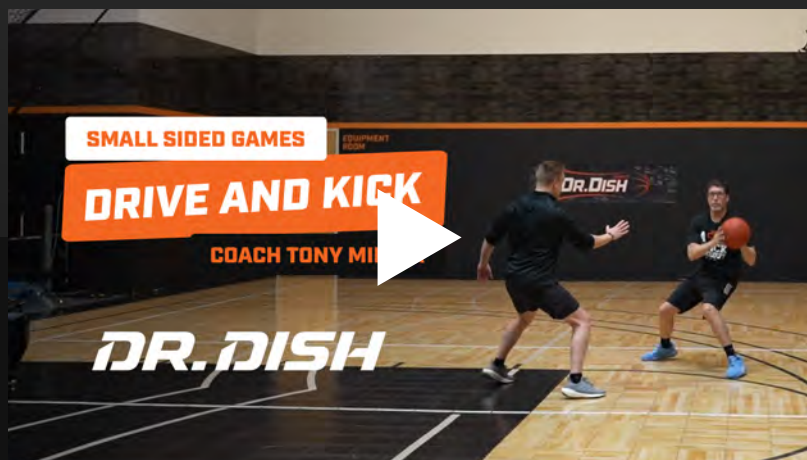 SMALL SIDED GAMES
EQUIPMENT
ROOM
DRIVE AND KICK
COACH TONY
DR.DISH
DR.DISH